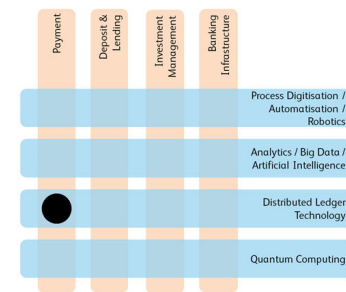 Payment
Deposit &
Lending
Investment
Management
Banking
Infrastructure
Process Digitisation /
Automatisation /
Robotics
Analytics / Big Data /
Artificial Intelligence
Distributed Ledger
Technology
Quantum Computing